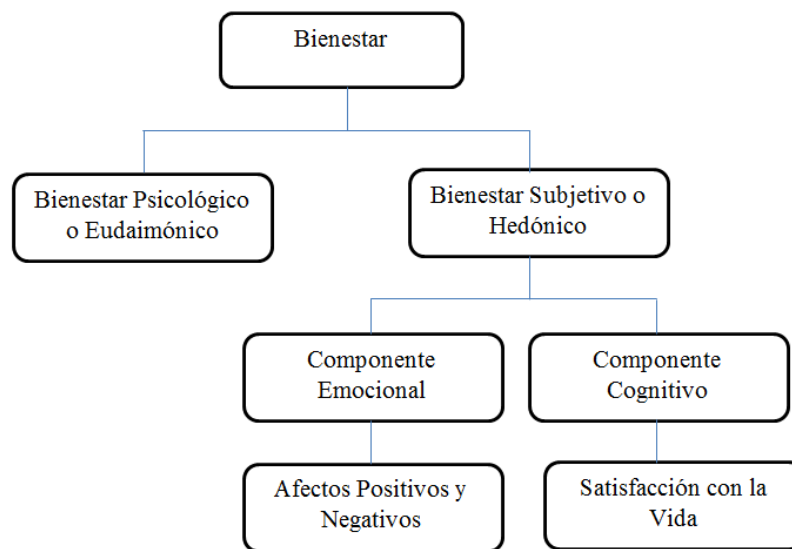 Bienestar
Bienestar Psicológico
o Eudaimónico
Bienestar Subjetivo o
Hedónico
Componente
Emocional
Componente
Cognitivo
Afectos Positivos y
Negativos
Satisfacción con la
Vida